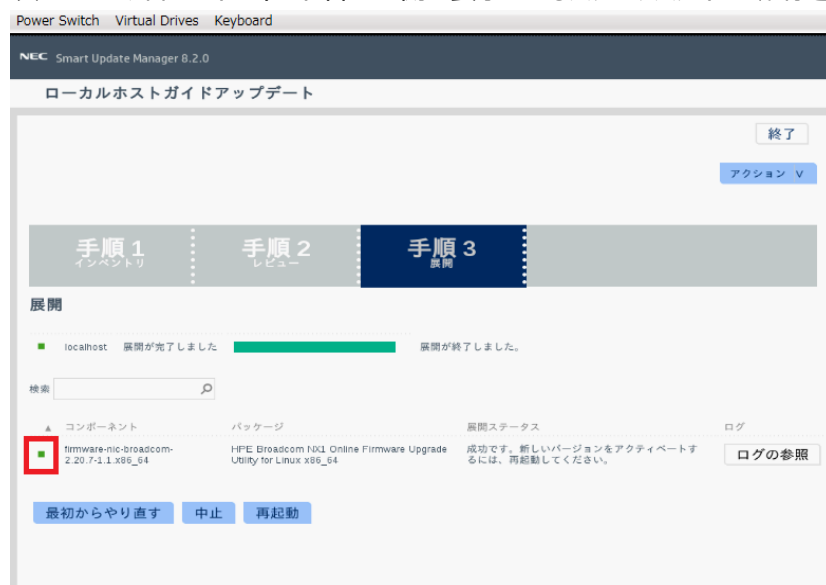 Power Switch Virtual Drives Keyboard
NEC Smart Update Manager 8.2.0
ローカルホストガイドアップデート
終了
アクション ∨
手順 1 手順 2 手順 3
インベントリ レビュー 展開
展開
localhost 展開が完了しました 展開が終了しました。
検索
▲ コンポーネント パッケージ 展開ステータス ログ
firmware-nic-broadcom- HPE Broadcom NX1 Online Firmware Upgrade 成功です。新しいバージョンをアクティベートす
2.20.7-1.1.x86_64 Utility for Linux x86_64 るには、再起動してください。 ログの参照
最初からやり直す 中止 再起動